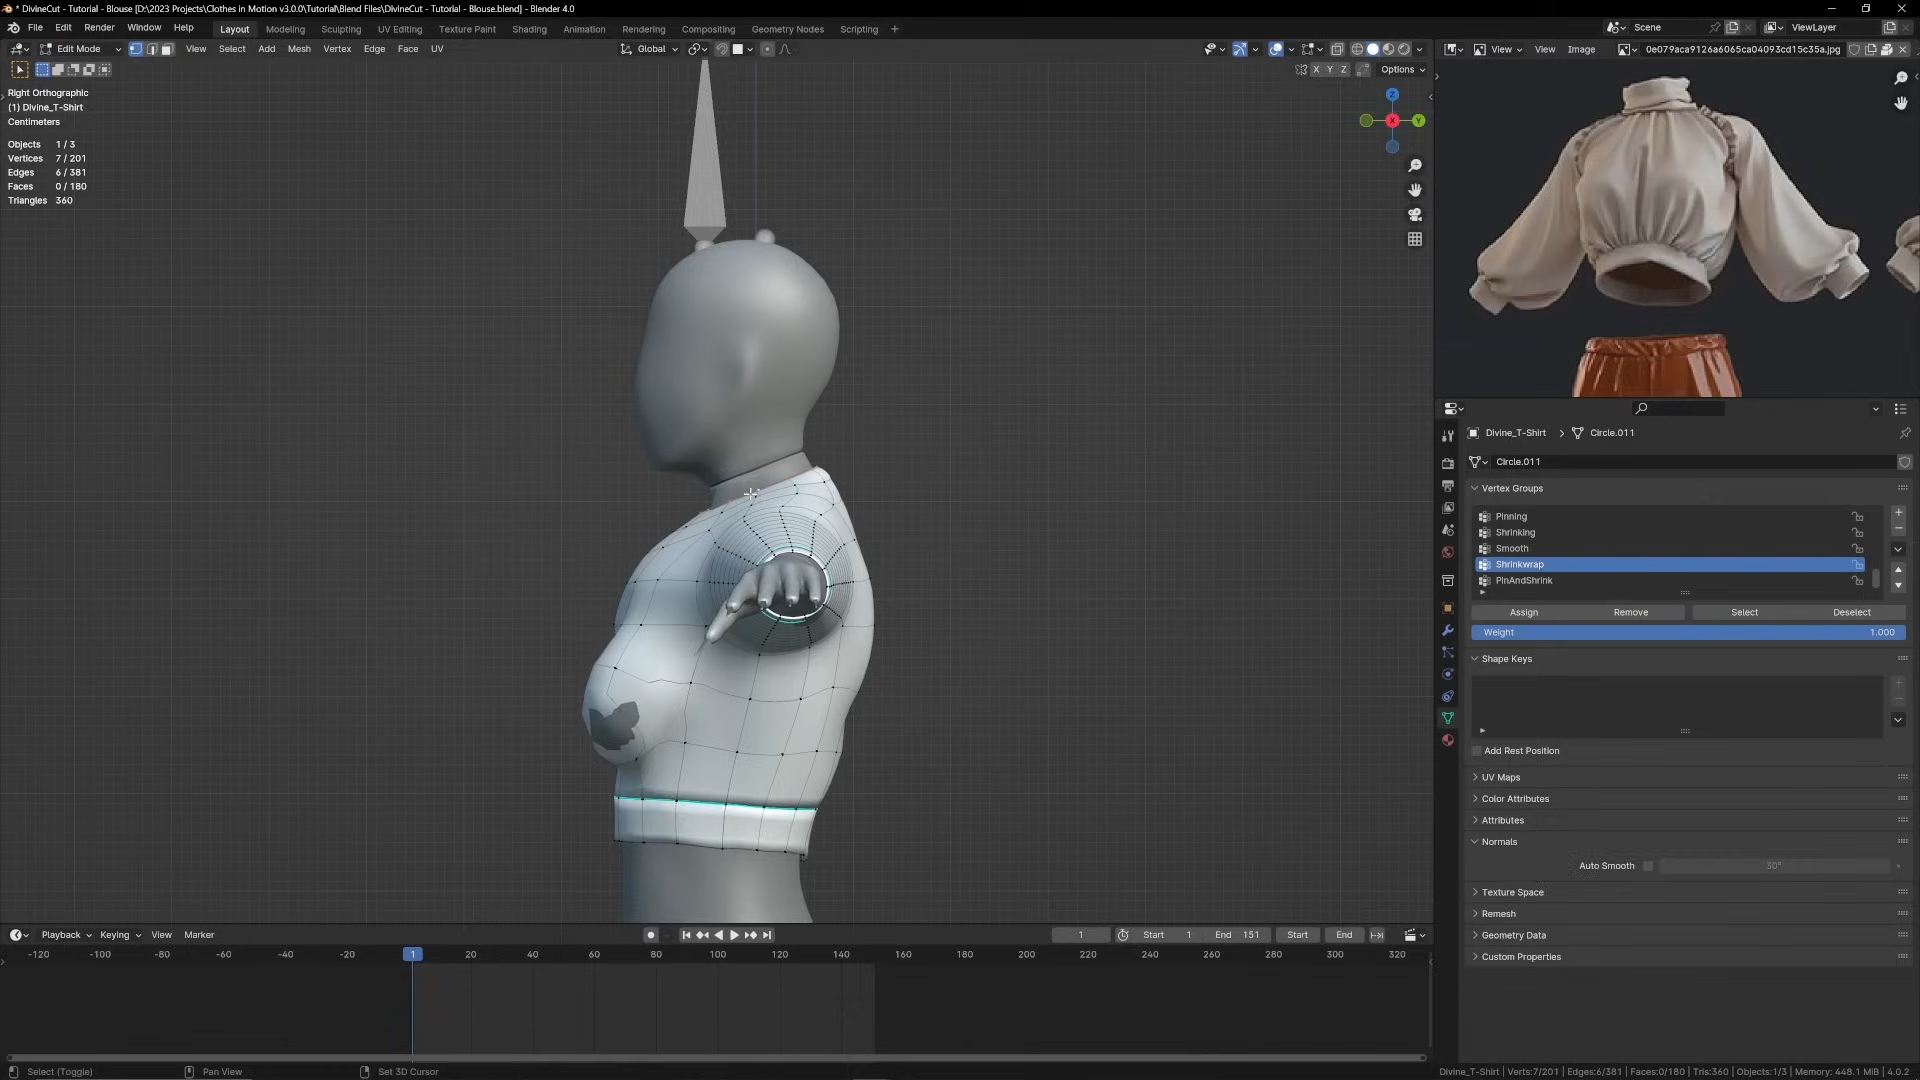 * DivineCut - Tutorial - Blouse [D:\2023 Projects\Clothes in Motion v3.0.0\Tutorial\Blend Files\DivineCut - Tutorial - Blouse.blend] - Blender 4.0
File Edit Render Window Help Layout Modeling Sculpting UV Editing Texture Paint Shading Animation Rendering Compositing Geometry Nodes Scripting + Scene ViewLayer
Edit Mode View Select Add Mesh Vertex Edge Face UV Global View View Image 0e079aca9126a6065ca04093cd15c35a.jpg
X Y Z Options
Right Orthographic
(1) Divine_T-Shirt
Centimeters
Objects 1 / 3
Vertices 7 / 201
Edges 6 / 381
Faces 0 / 180
Triangles 360
Z
X
Y
Divine_T-Shirt > Circle.011
Circle.011
Vertex Groups
Pinning
Shrinking
Smooth
Shrinkwrap
PinAndShrink
Assign Remove Select Deselect
Weight 1.000
Shape Keys
Add Rest Position
UV Maps
Color Attributes
Attributes
Normals
Auto Smooth 30°
Texture Space
Remesh
Geometry Data
Custom Properties
Playback Keying View Marker 1 Start 1 End 151 Start End
-120 -100 -80 -60 -40 -20 1 20 40 60 80 100 120 140 160 180 200 220 240 260 280 300 320
Select (Toggle) Pan View Set 3D Cursor Divine_T-Shirt | Verts:7/201 | Edges:6/381 | Faces:0/180 | Tris:360 | Objects:1/3 | Memory: 448.1 MiB | 4.0.2